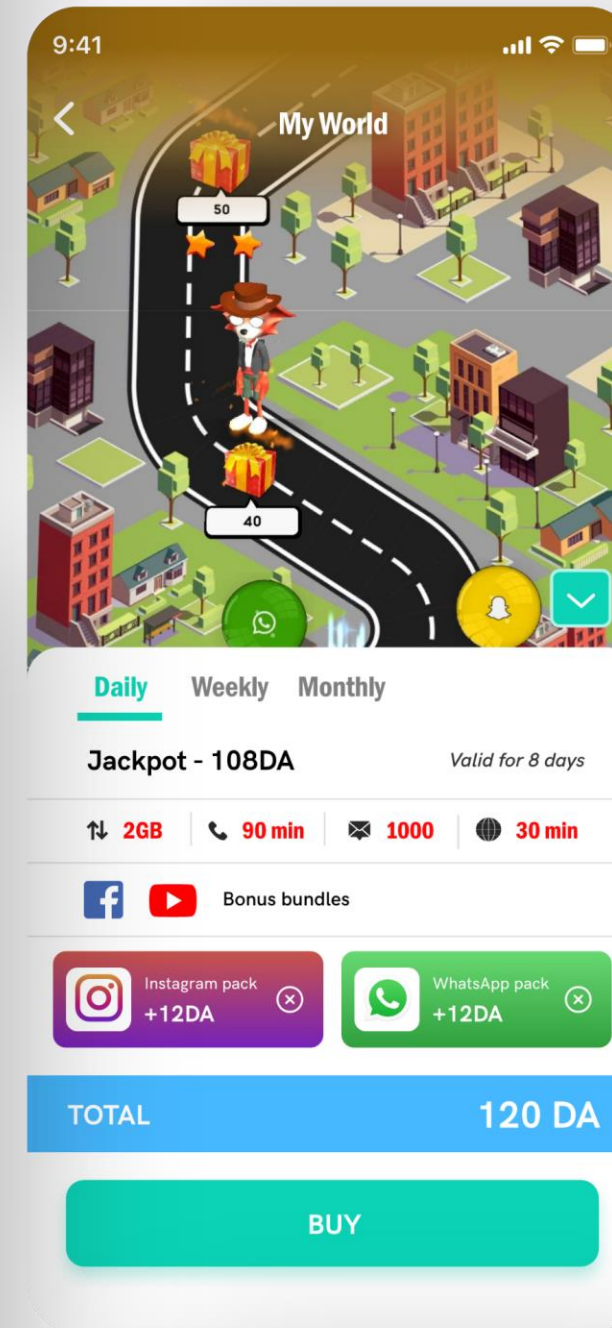 9:41
My World
50
40
Daily Weekly Monthly
Jackpot - 108DA Valid for 8 days
2GB 90 min 1000 30 min
Bonus bundles
Instagram pack WhatsApp pack
+12DA +12DA
TOTAL 120 DA
BUY